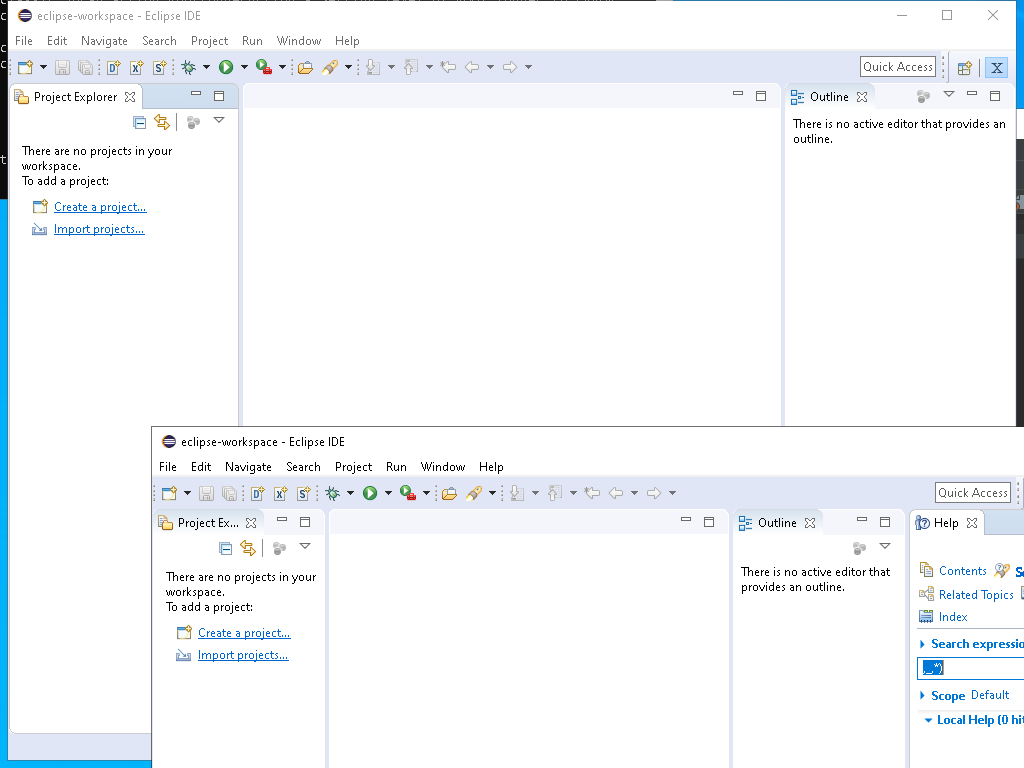 eclipse-workspace - Eclipse IDE
File Edit Navigate Search Project Run Window Help
Quick Access
Project Explorer
Outline
There are no projects in your
workspace.
To add a project:
Create a project...
Import projects...
There is no active editor that provides an
outline.
eclipse-workspace - Eclipse IDE
File Edit Navigate Search Project Run Window Help
Quick Access
Project Ex...
Outline
Help
There are no projects in your
workspace.
To add a project:
Create a project...
Import projects...
There is no active editor that
provides an outline.
Contents
Related Topics
Index
Search expressio
Scope Default
Local Help (0 hit